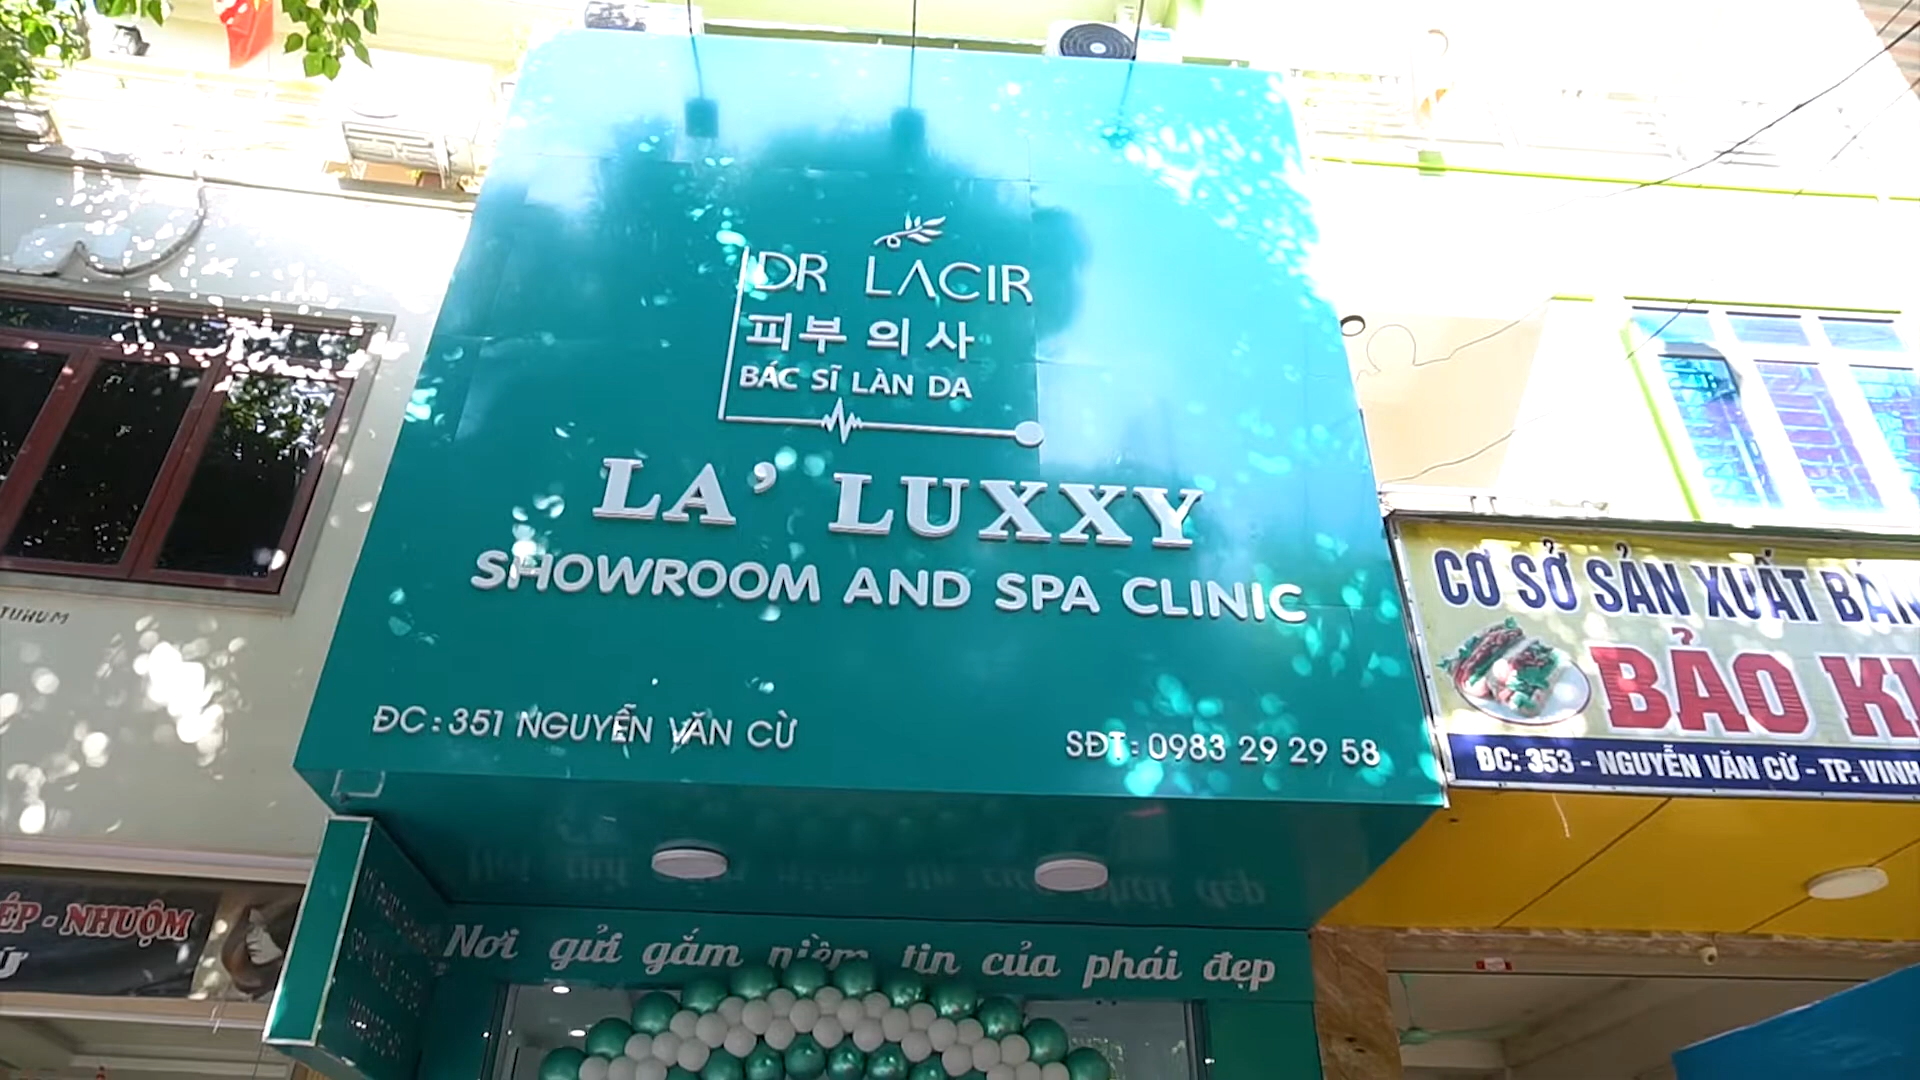 DR LACIR
피부 의사
BÁC SĨ LÀN DA
LA' LUXXY
SHOWROOM AND SPA CLINIC
ĐC : 351 NGUYỄN VĂN CỪ
SĐT : 0983 29 29 58
Nơi gửi gắm niềm tin của phái đẹp
CƠ SỞ SẢN XUẤT BÁN
BẢO
ĐC: 353 - NGUYỄN VĂN CỪ - TP. VINH
ÉP - NHUỘM